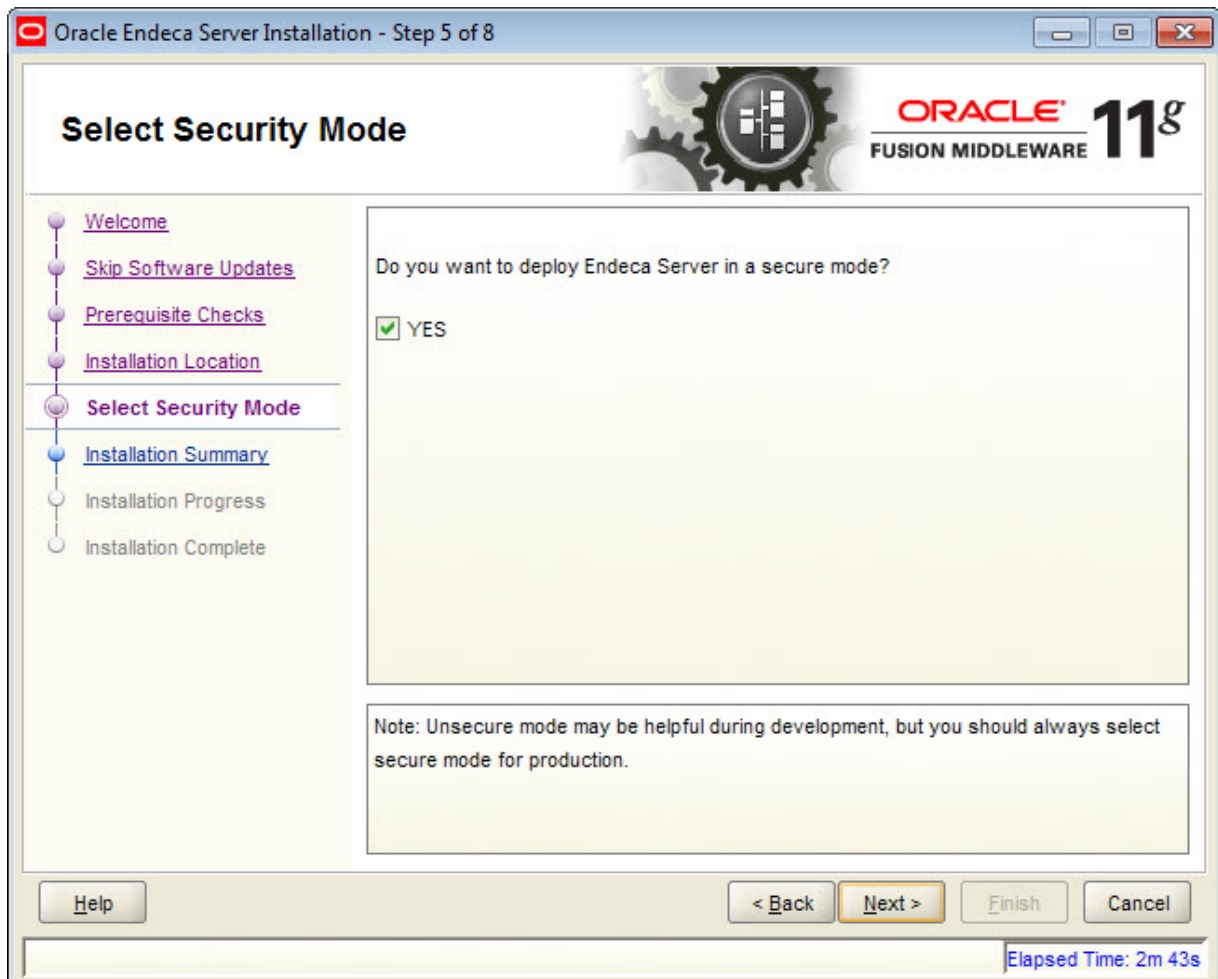 Oracle Endeca Server Installation - Step 5 of 8
Select Security Mode
ORACLE
FUSION MIDDLEWARE
11g
Welcome
Skip Software Updates
Prerequisite Checks
Installation Location
Select Security Mode
Installation Summary
Installation Progress
Installation Complete
Do you want to deploy Endeca Server in a secure mode?
YES
Note: Unsecure mode may be helpful during development, but you should always select
secure mode for production.
Help
< Back
Next >
Finish
Cancel
Elapsed Time: 2m 43s